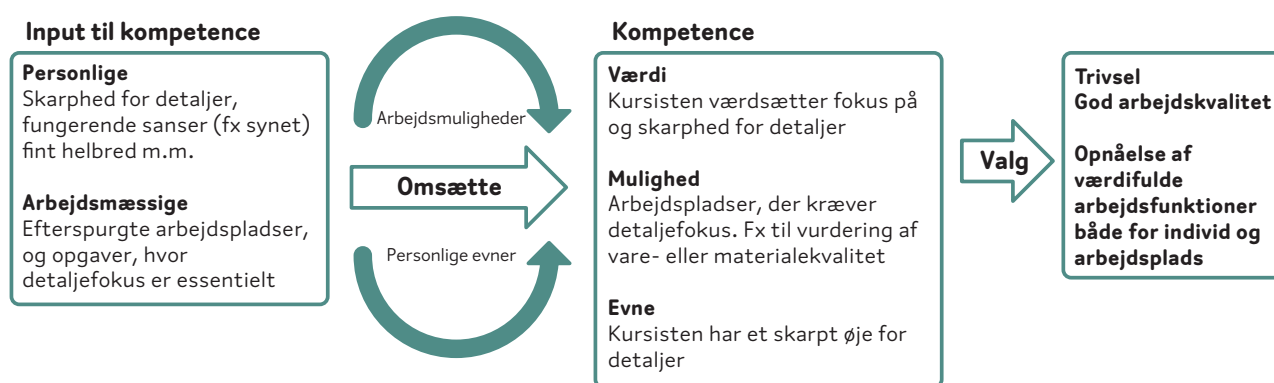 Input til kompetence
Personlige
Skarphed for detaljer,
fungerende sanser (fx synet)
fint helbred m.m.
Arbejdsmæssige
Efterspurgte arbejdspladser,
og opgaver, hvor
detaljefokus er essentielt
Arbejdsmuligheder
Omsætte
Personlige evner
Kompetence
Værdi
Kursisten værdsætter fokus på
og skarphed for detaljer
Mulighed
Arbejdspladser, der kræver
detaljefokus. Fx til vurdering af
vare- eller materialekvalitet
Evne
Kursisten har et skarpt øje for
detaljer
Valg
Trivsel
God arbejdskvalitet
Opnåelse af
værdifulde
arbejdsfunktioner
både for individ og
arbejdsplads